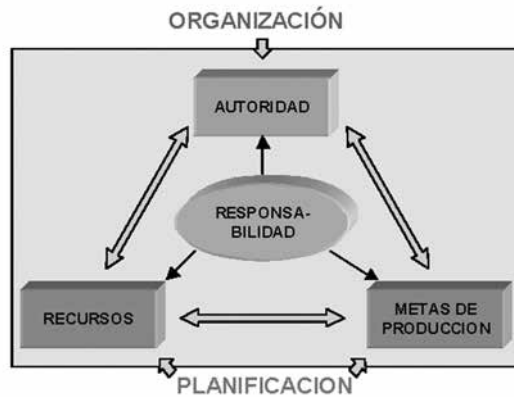 ORGANIZACIÓN
AUTORIDAD
RESPONSA-
BILIDAD
RECURSOS
METAS DE
PRODUCCION
PLANIFICACION